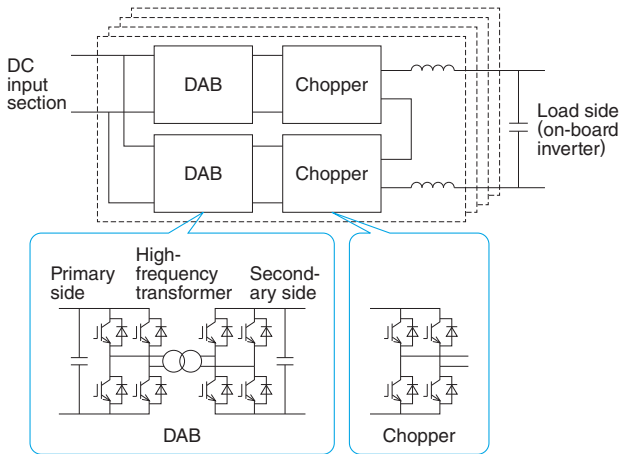 DC
input
section
DAB
Chopper
DAB
Chopper
Load side
(on-board
inverter)
Primary
side
High-
frequency
transformer
Second-
ary side
DAB
Chopper